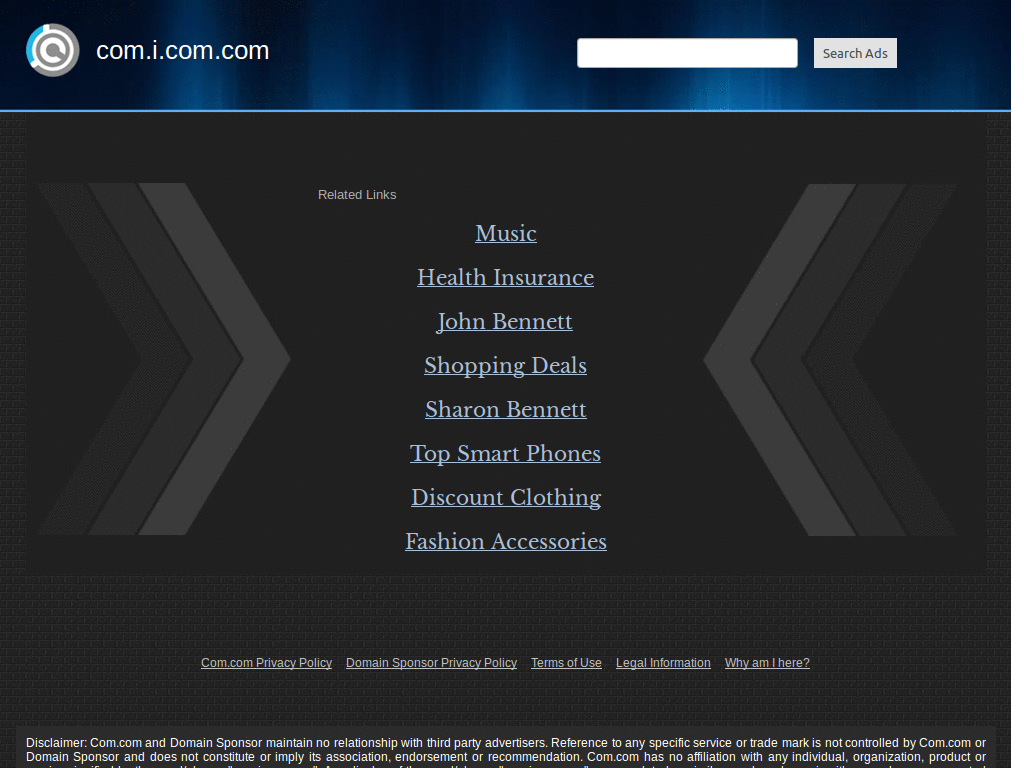 com.i.com.com
Search Ads
Related Links
Music
Health Insurance
John Bennett
Shopping Deals
Sharon Bennett
Top Smart Phones
Discount Clothing
Fashion Accessories
Com.com Privacy Policy Domain Sponsor Privacy Policy Terms of Use Legal Information Why am I here?
Disclaimer: Com.com and Domain Sponsor maintain no relationship with third party advertisers. Reference to any specific service or trade mark is not controlled by Com.com or
Domain Sponsor and does not constitute or imply its association, endorsement or recommendation. Com.com has no affiliation with any individual, organization, product or